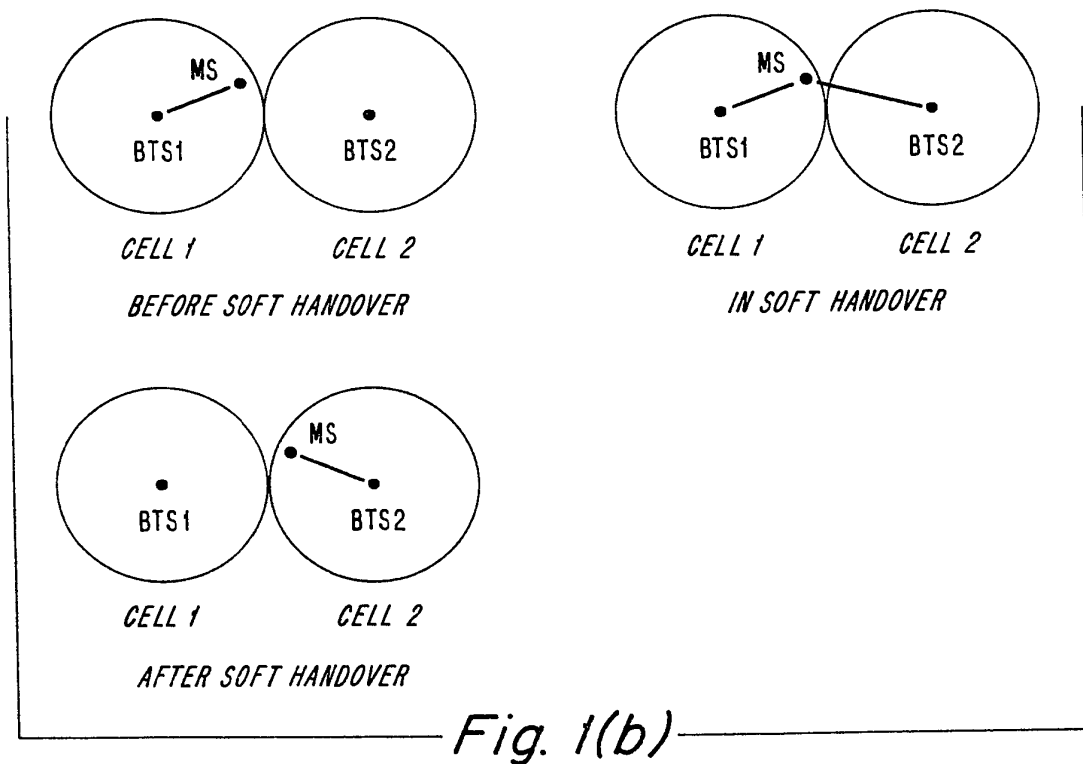 MS
BTS1
BTS2
CELL 1
CELL 2
BEFORE SOFT HANDOVER
MS
BTS1
BTS2
CELL 1
CELL 2
IN SOFT HANDOVER
MS
BTS1
BTS2
CELL 1
CELL 2
AFTER SOFT HANDOVER
Fig. 1(b)